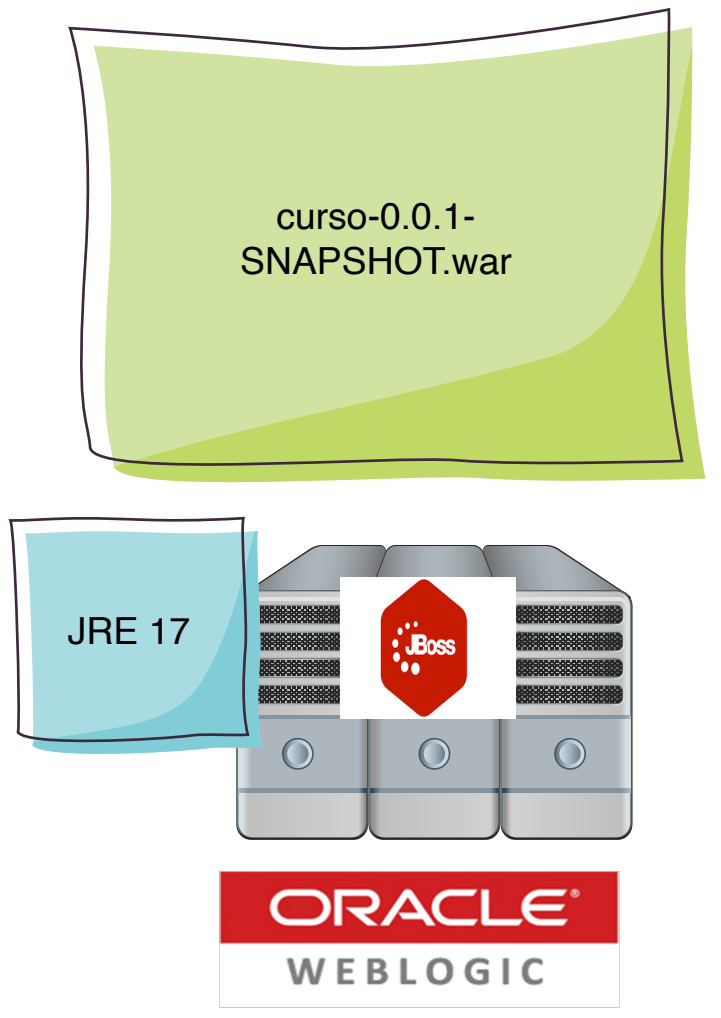 curso-0.0.1-
SNAPSHOT.war
JRE 17
JBoss
ORACLE®
WEBLOGIC